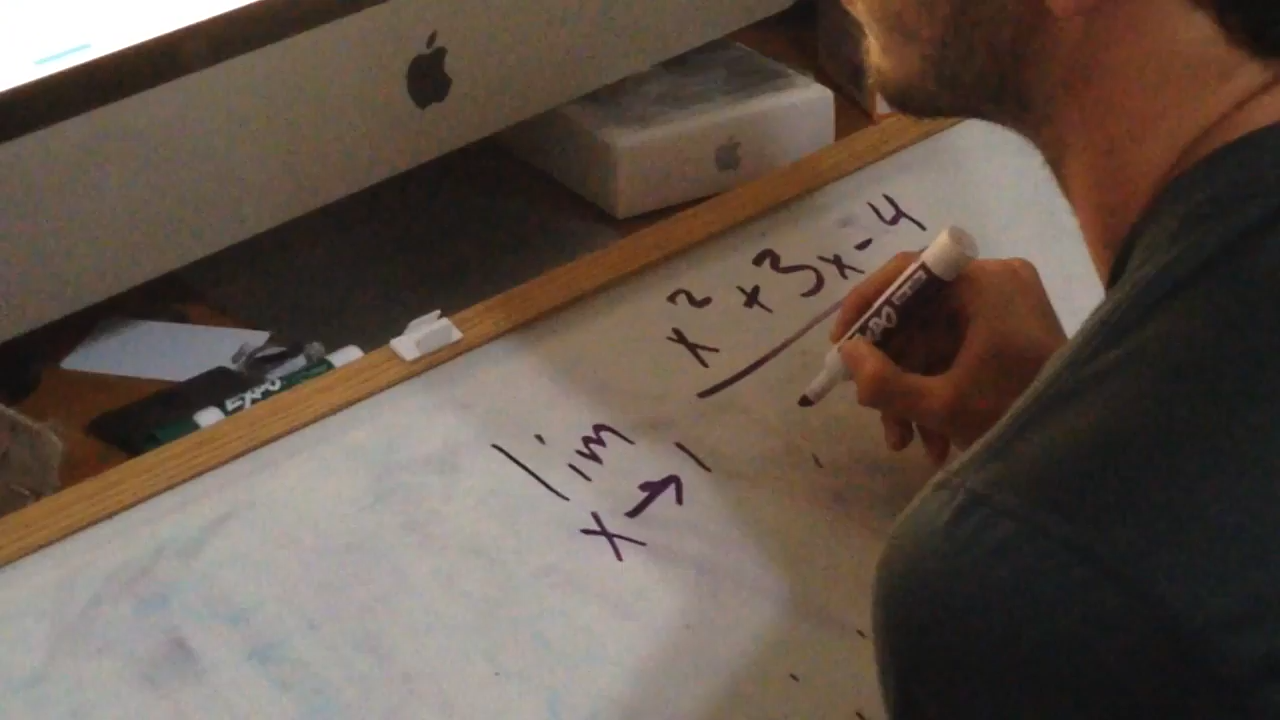 x² + 3x - 4
lim
x → 1
EXPO
EXPO